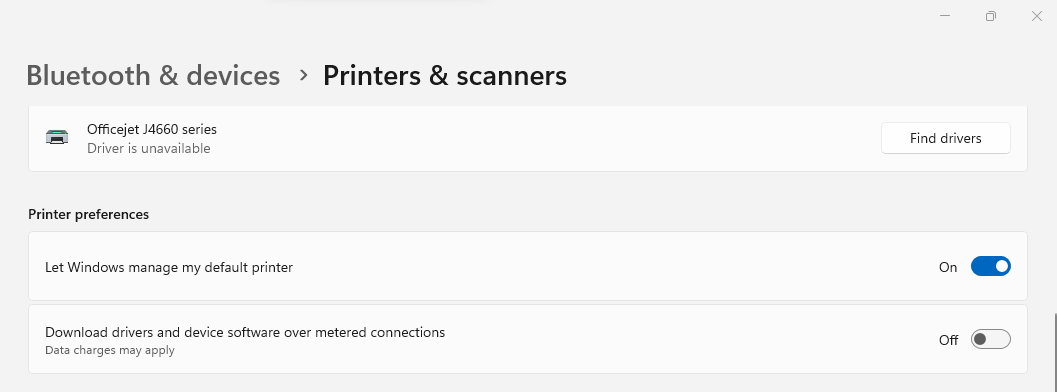 Bluetooth & devices > Printers & scanners
Officejet J4660 series
Driver is unavailable
Find drivers
Printer preferences
Let Windows manage my default printer
On
Download drivers and device software over metered connections
Data charges may apply
Off